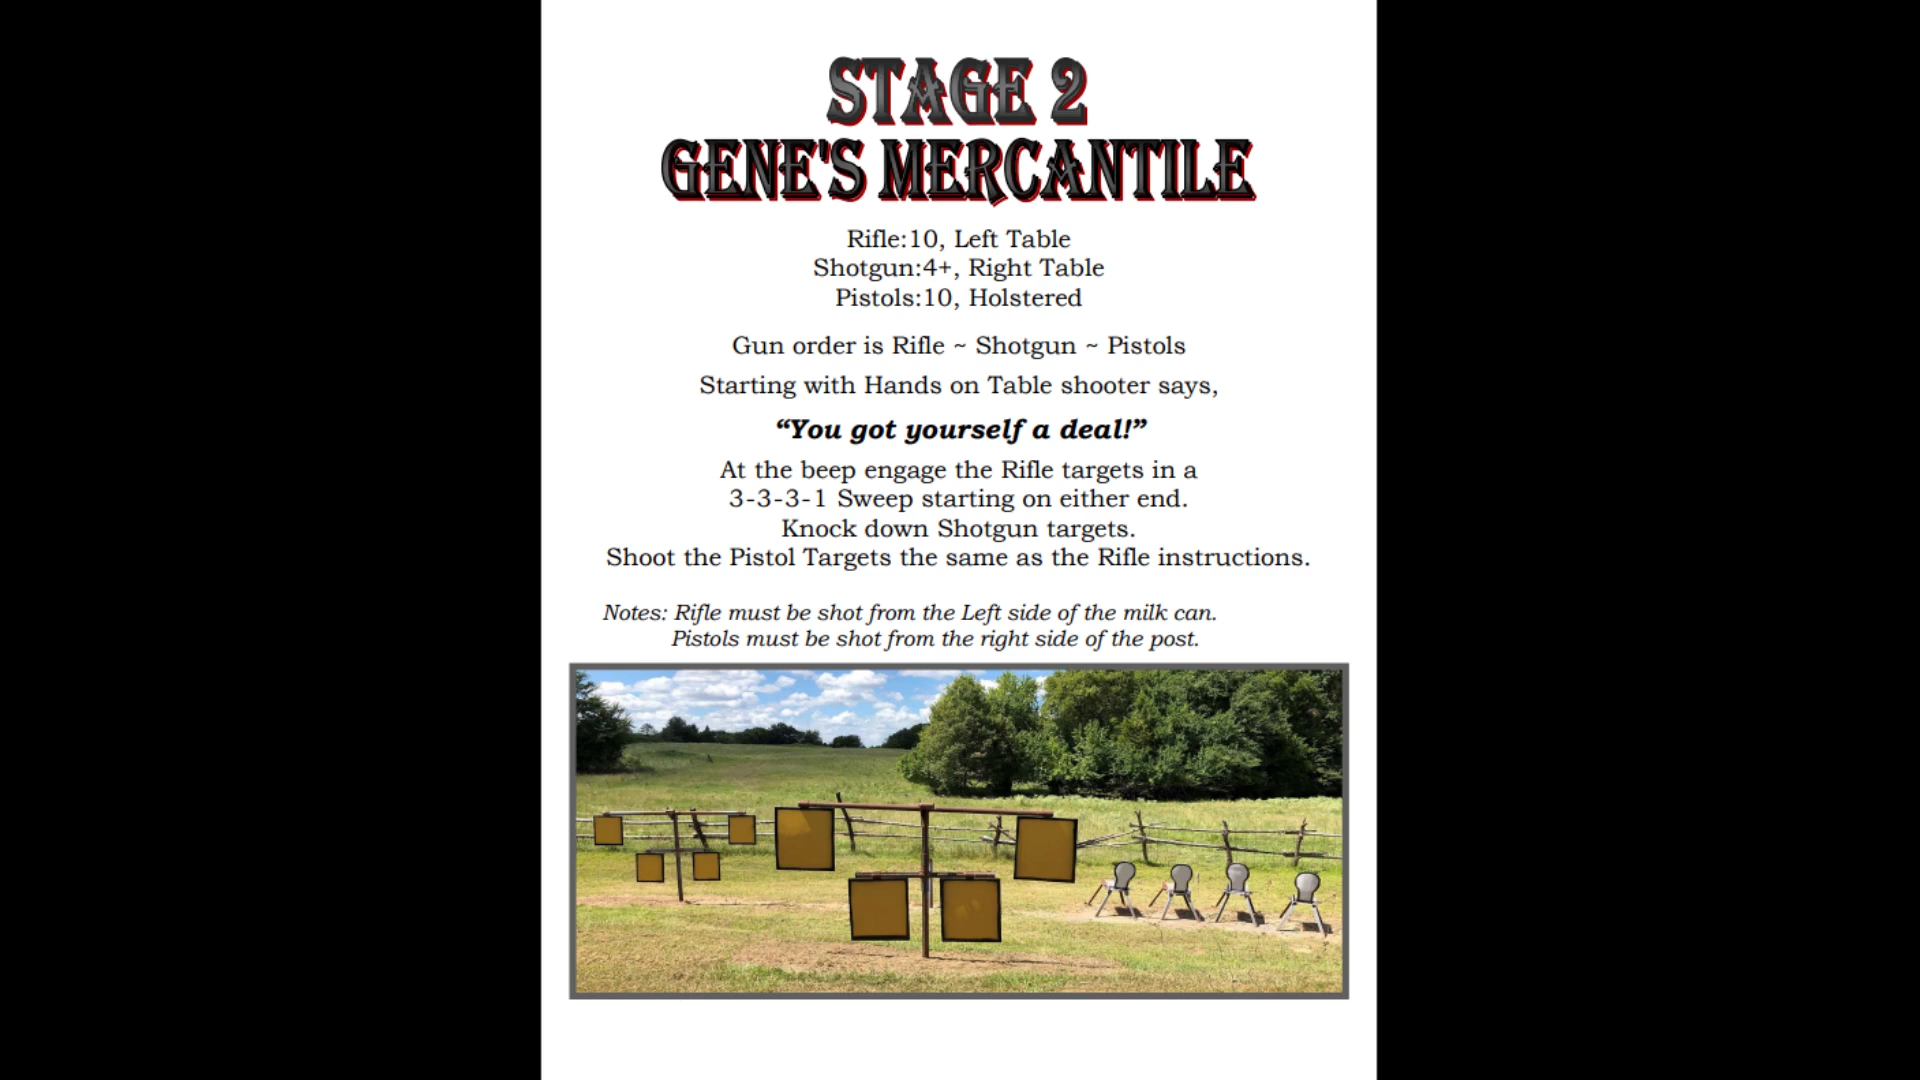 STAGE 2
GENE'S MERCANTILE
Rifle:10, Left Table
Shotgun:4+, Right Table
Pistols:10, Holstered
Gun order is Rifle ~ Shotgun ~ Pistols
Starting with Hands on Table shooter says,
“You got yourself a deal!”
At the beep engage the Rifle targets in a
3-3-3-1 Sweep starting on either end.
Knock down Shotgun targets.
Shoot the Pistol Targets the same as the Rifle instructions.
Notes: Rifle must be shot from the Left side of the milk can.
Pistols must be shot from the right side of the post.